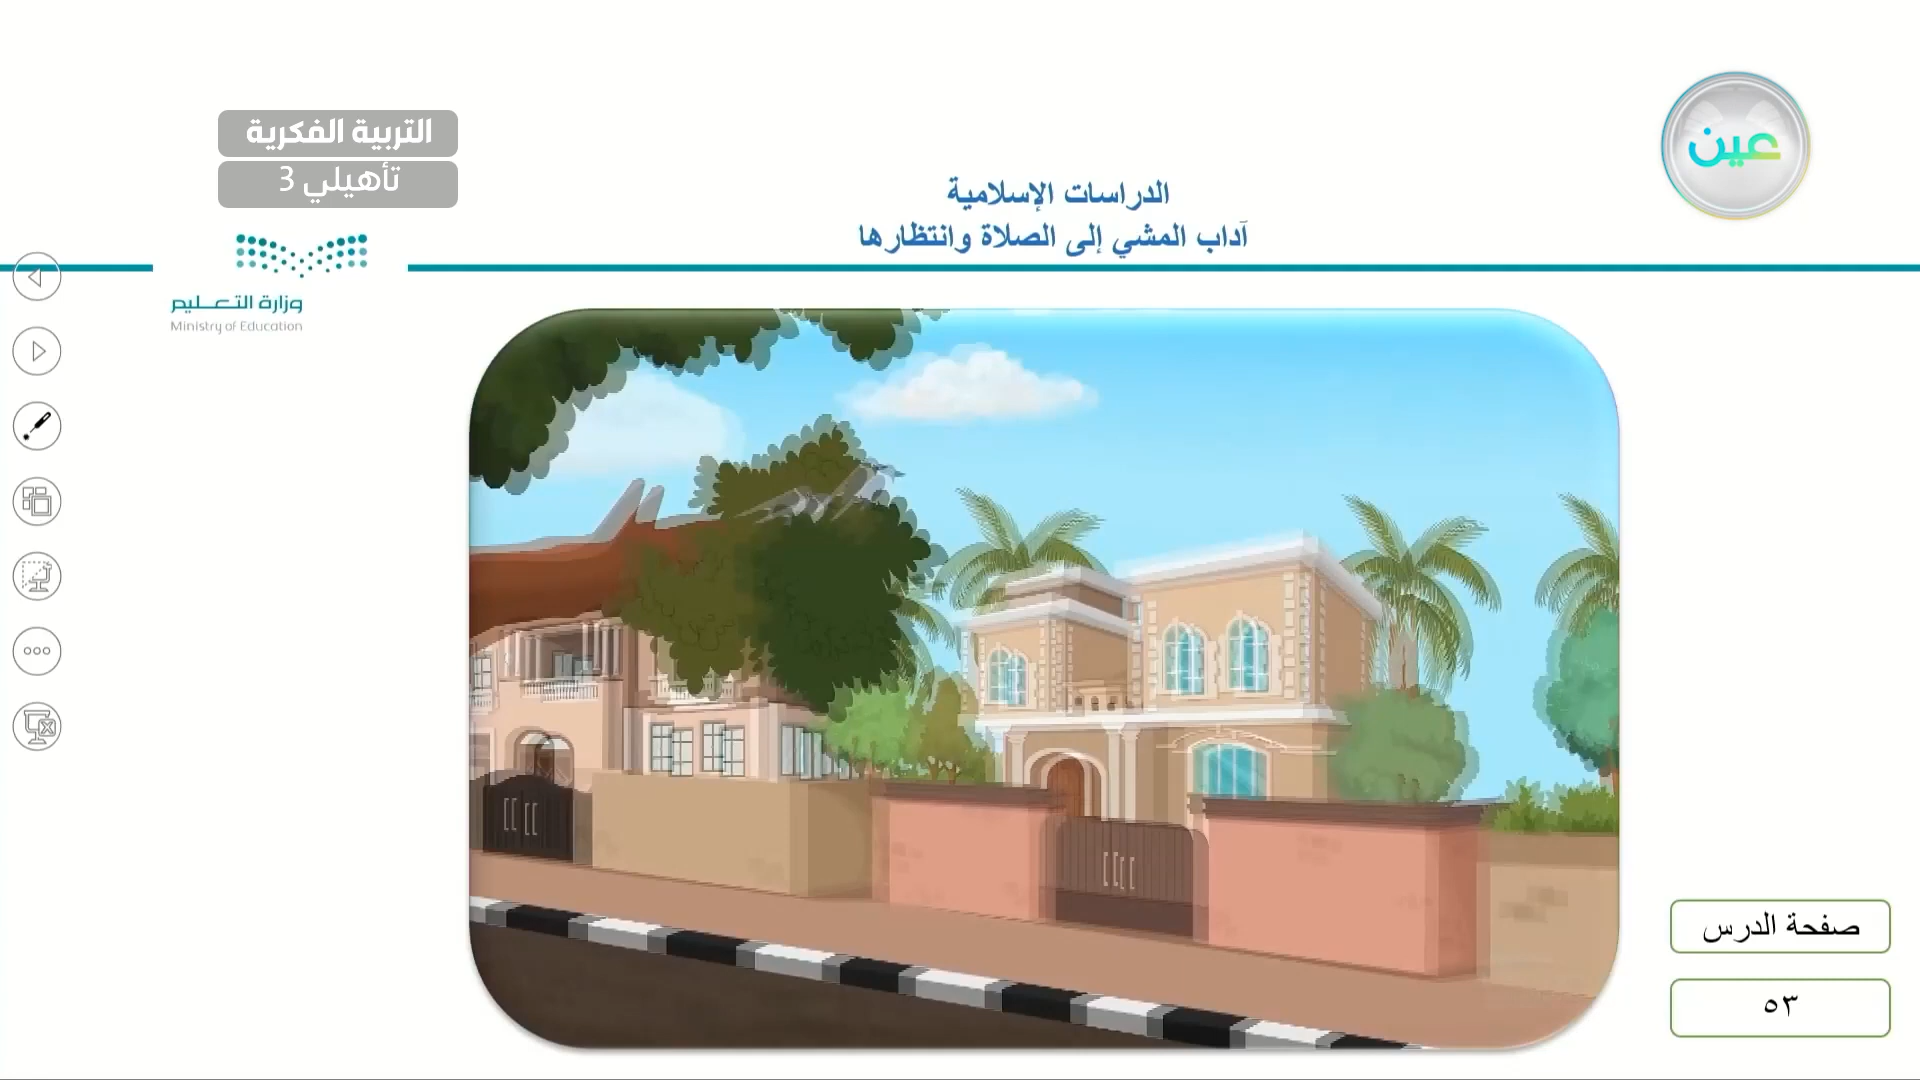 عين
التربية الفكرية
تأهيلي 3
الدراسات الإسلامية
آداب المشي إلى الصلاة وانتظارها
وزارة التعليم
Ministry of Education
صفحة الدرس
٥٣